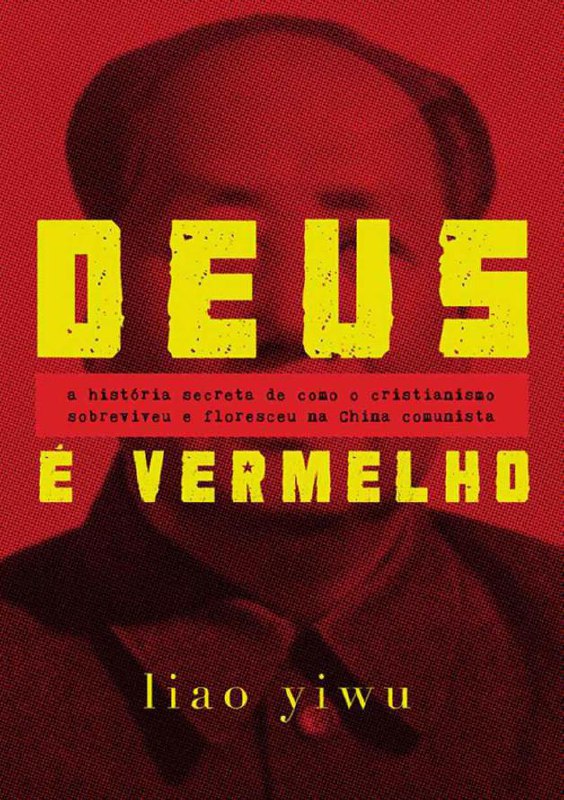 DEUS
a história secreta de como o cristianismo
sobreviveu e floresceu na China comunista
É VERMELHO
liao yiwu